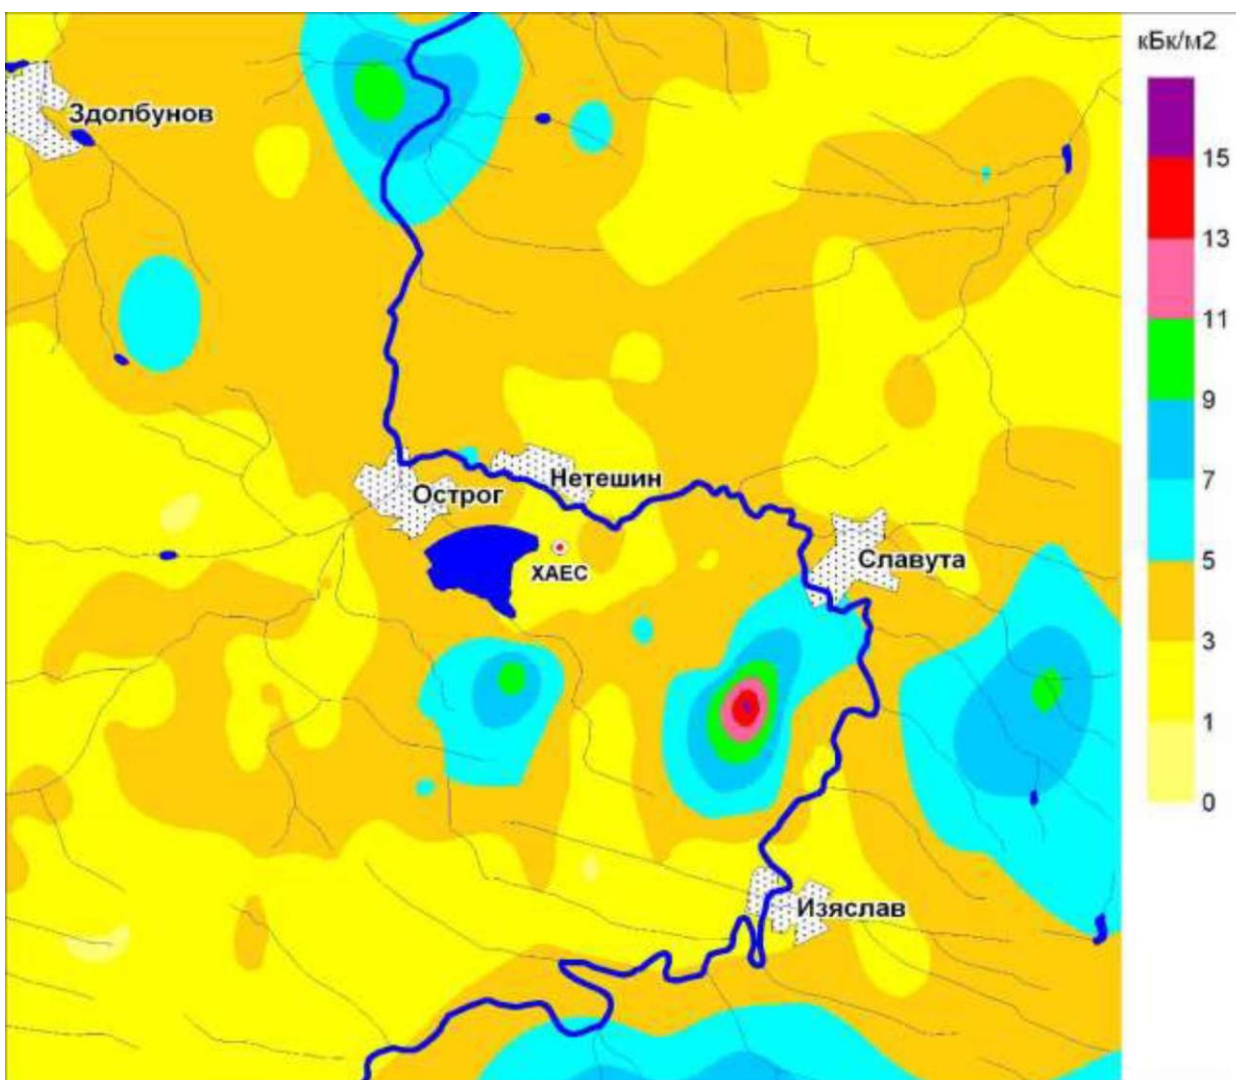 кБк/м2
Здолбунов
15
13
11
9
Нетешин
Острог
7
ХАЕС
Славута
5
3
1
0
Изяслав